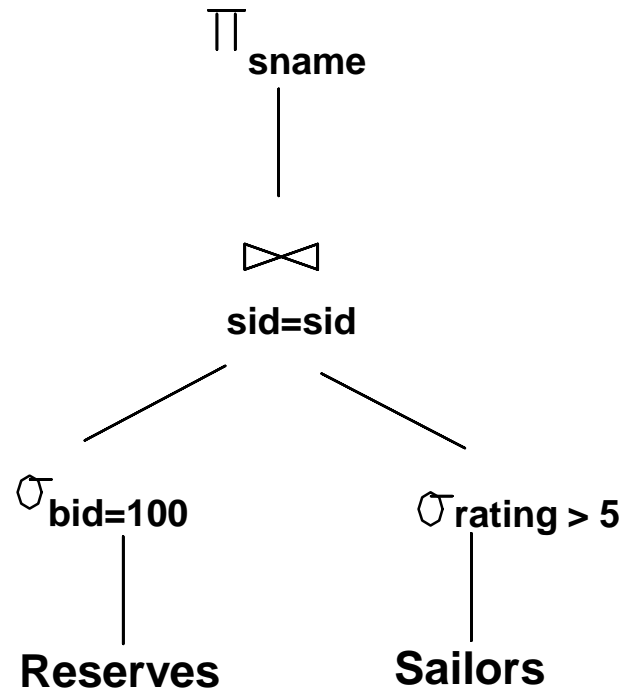 π sname
⋈
sid=sid
σ bid=100
σ rating > 5
Reserves
Sailors